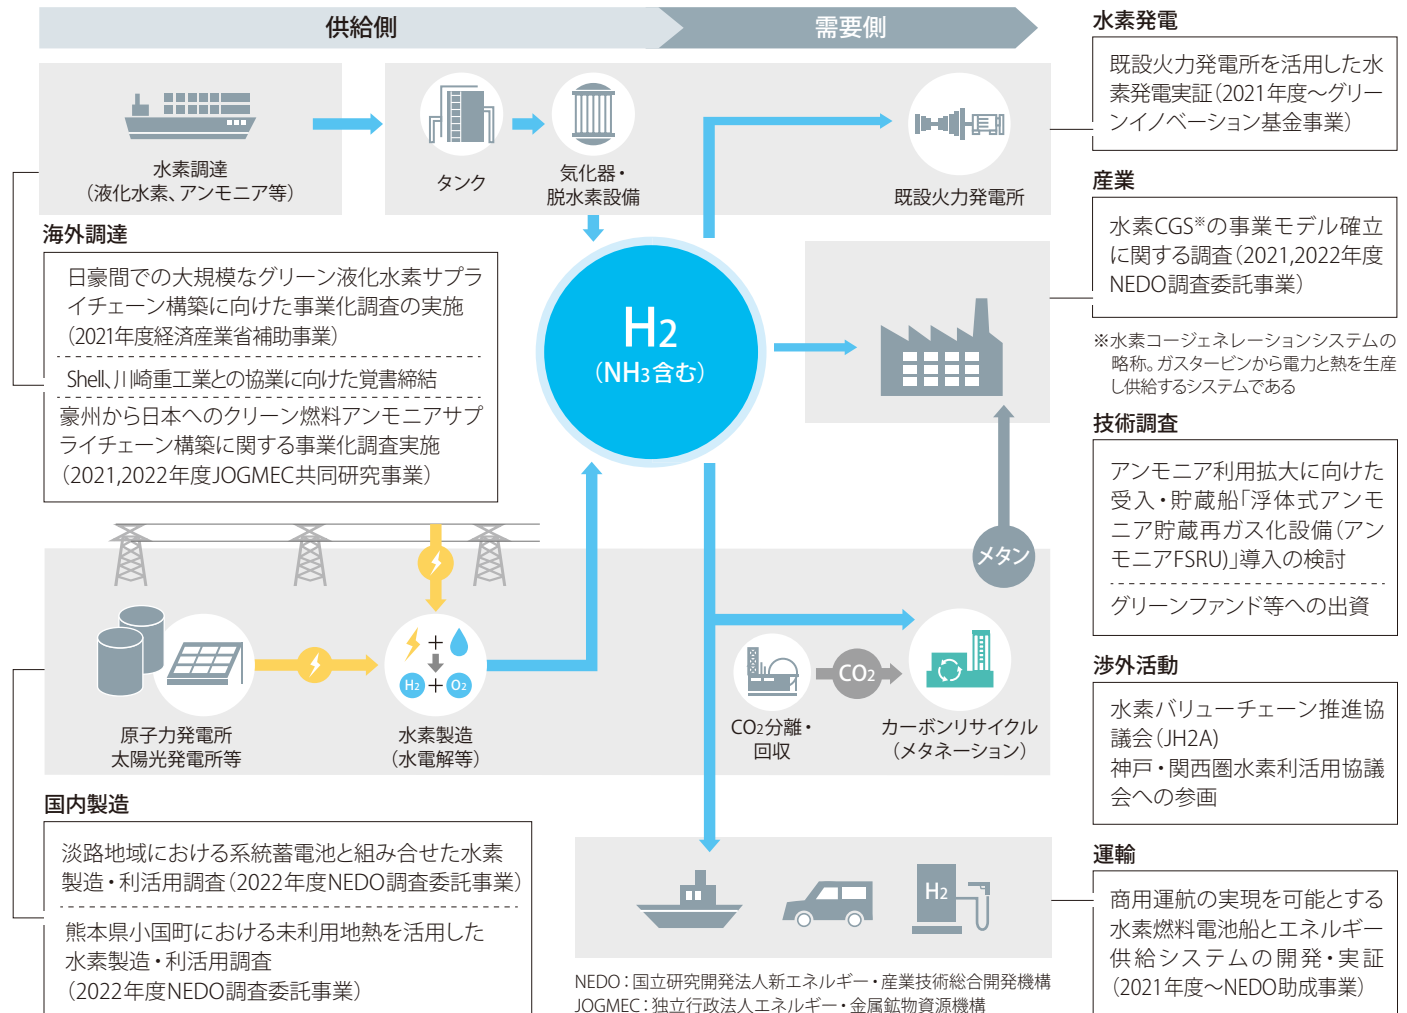 供給側
需要側
水素調達
（液化水素、アンモニア等）
タンク
気化器・
脱水素設備
既設火力発電所
水素発電
既設火力発電所を活用した水
素発電実証（2021年度～グリー
ンイノベーション基金事業）
産業
水素CGS※の事業モデル確立
に関する調査（2021,2022年度
NEDO調査委託事業）
※水素コージェネレーションシステムの
略称。ガスタービンから電力と熱を生産
し供給するシステムである
海外調達
日豪間での大規模なグリーン液化水素サプラ
イチェーン構築に向けた事業化調査の実施
（2021年度経済産業省補助事業）
Shell、川崎重工業との協業に向けた覚書締結
豪州から日本へのクリーン燃料アンモニアサプ
ライチェーン構築に関する事業化調査実施
（2021,2022年度JOGMEC共同研究事業）
H2
（NH3含む）
技術調査
アンモニア利用拡大に向けた
受入・貯蔵船「浮体式アンモ
ニア貯蔵再ガス化設備（アン
モニアFSRU）」導入の検討
グリーンファンド等への出資
メタン
H2 + O2
CO2
原子力発電所
太陽光発電所等
水素製造
（水電解等）
CO2分離・
回収
カーボンリサイクル
（メタネーション）
渉外活動
水素バリューチェーン推進協
議会（JH2A）
神戸・関西圏水素利活用協議
会への参画
国内製造
淡路地域における系統蓄電池と組み合せた水素
製造・利活用調査（2022年度NEDO調査委託事業）
熊本県小国町における未利用地熱を活用した
水素製造・利活用調査
（2022年度NEDO調査委託事業）
H2
運輸
商用運航の実現を可能とする
水素燃料電池船とエネルギー
供給システムの開発・実証
（2021年度～NEDO助成事業）
NEDO：国立研究開発法人新エネルギー・産業技術総合開発機構
JOGMEC：独立行政法人エネルギー・金属鉱物資源機構